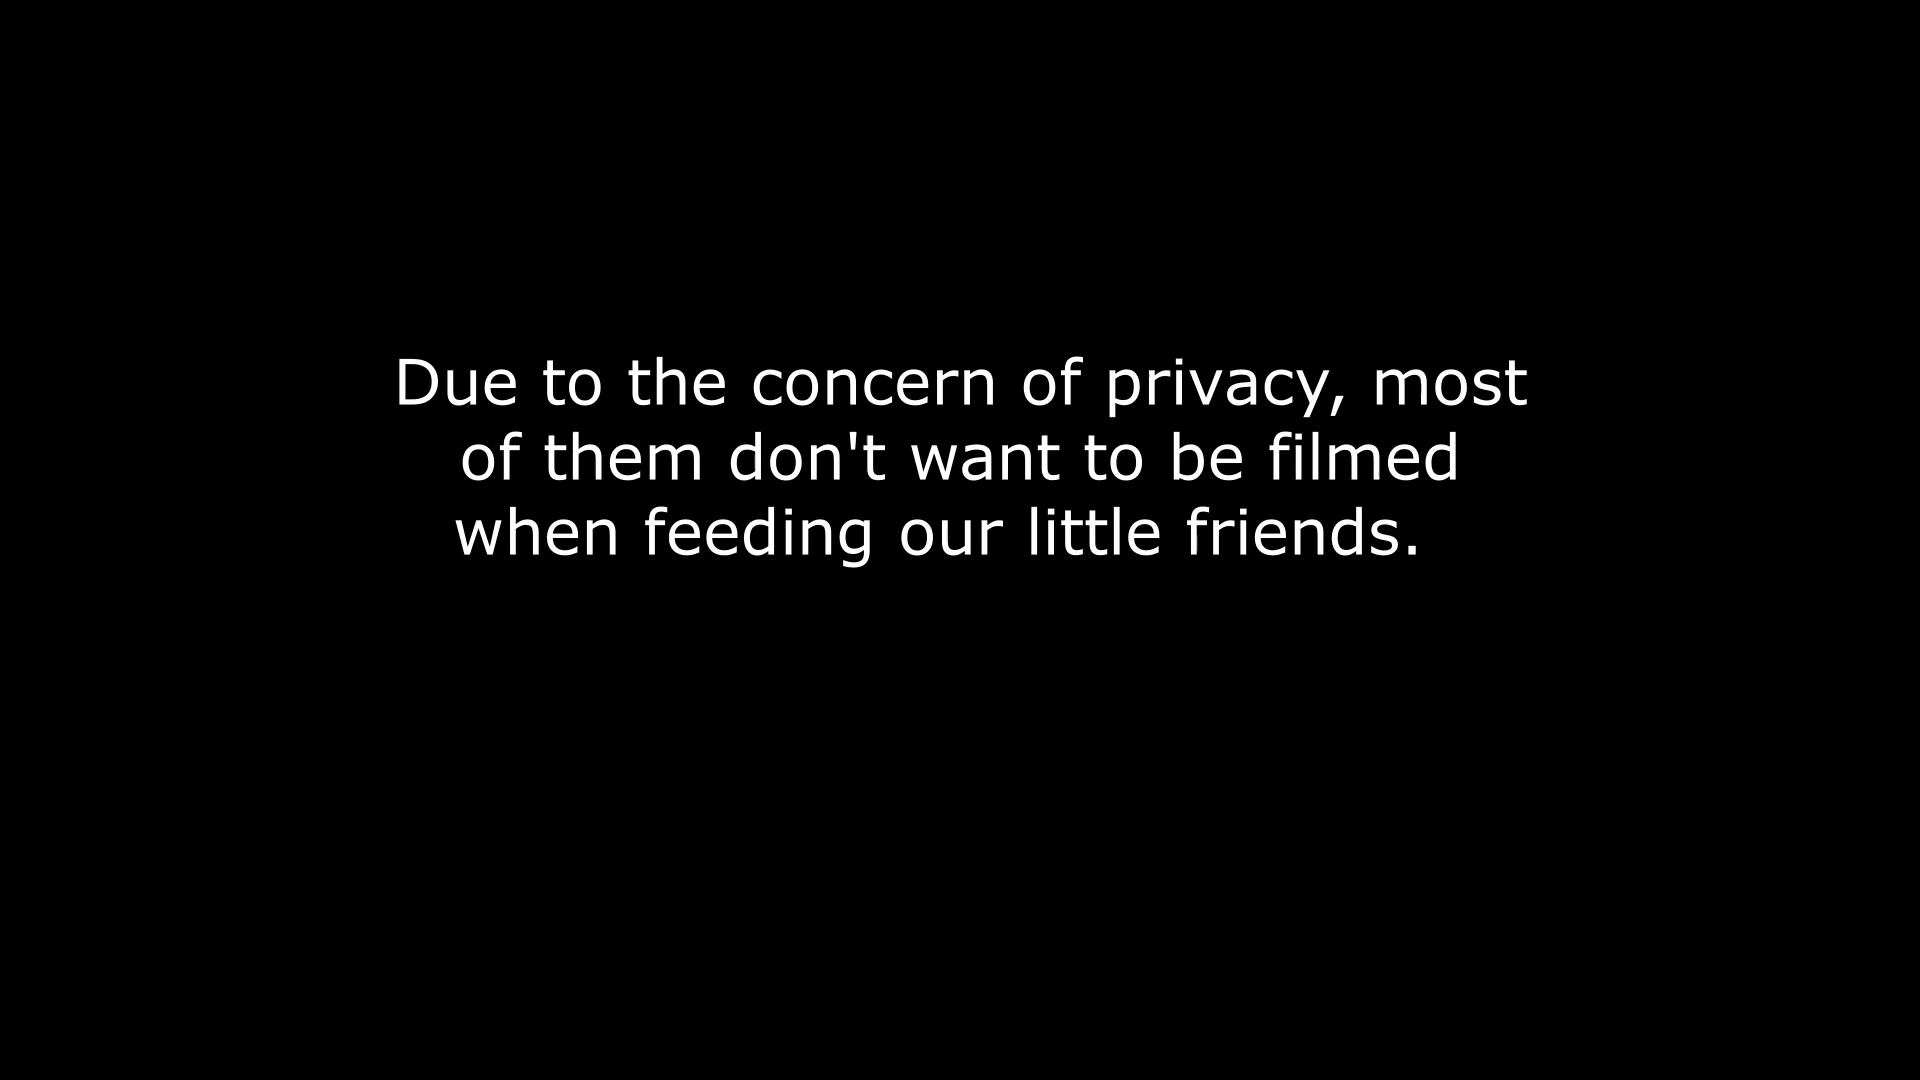 Due to the concern of privacy, most
of them don't want to be filmed
when feeding our little friends.